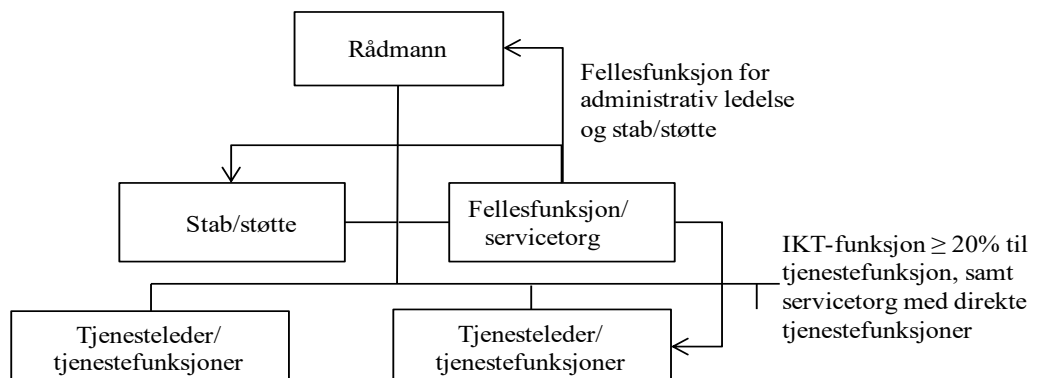 Rådmann
Fellesfunksjon for
administrativ ledelse
og stab/støtte
Stab/støtte
Fellesfunksjon/
servicetorg
IKT-funksjon ≥ 20% til
tjenestefunksjon, samt
servicetorg med direkte
tjenestefunksjoner
Tjenesteleder/
tjenestefunksjoner
Tjenesteleder/
tjenestefunksjoner